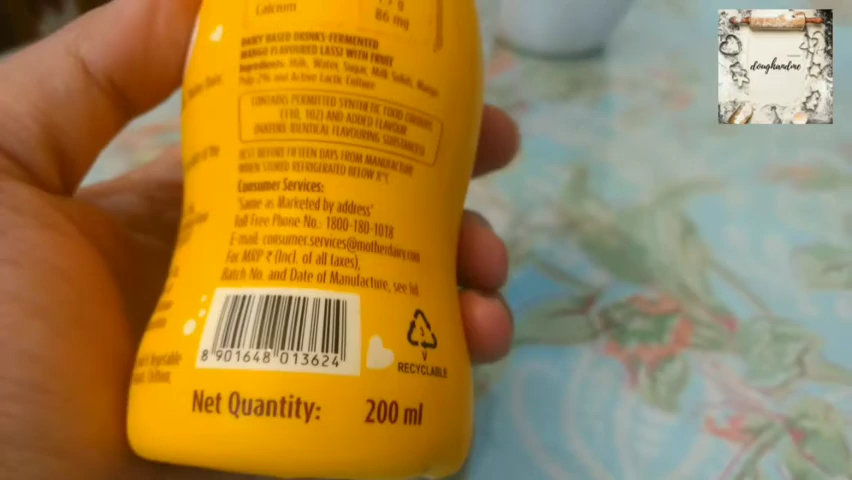 Calcium
86 mg
DAIRY BASED DRINKS-FERMENTED
MANGO FLAVOURED LASSI WITH FRUIT
Ingredients: Milk, Water, Sugar, Milk Solids, Mango
Pulp 2% and Active Lactic Culture
CONTAINS PERMITTED SYNTHETIC FOOD COLOURS
(110, 102) AND ADDED FLAVOUR
(NATURE IDENTICAL FLAVOURING SUBSTANCES)
BEST BEFORE FIFTEEN DAYS FROM MANUFACTURE
WHEN STORED REFRIGERATED BELOW 8°C
Consumer Services:
'Same as Marketed by address'
Toll Free Phone No.: 1800-180-1018
E-mail: consumer.services@motherdairy.com
For MRP ₹ (Incl. of all taxes),
Batch No. and Date of Manufacture, see lid.
8 901648 013624
V
RECYCLABLE
Net Quantity: 200 ml
doughandme